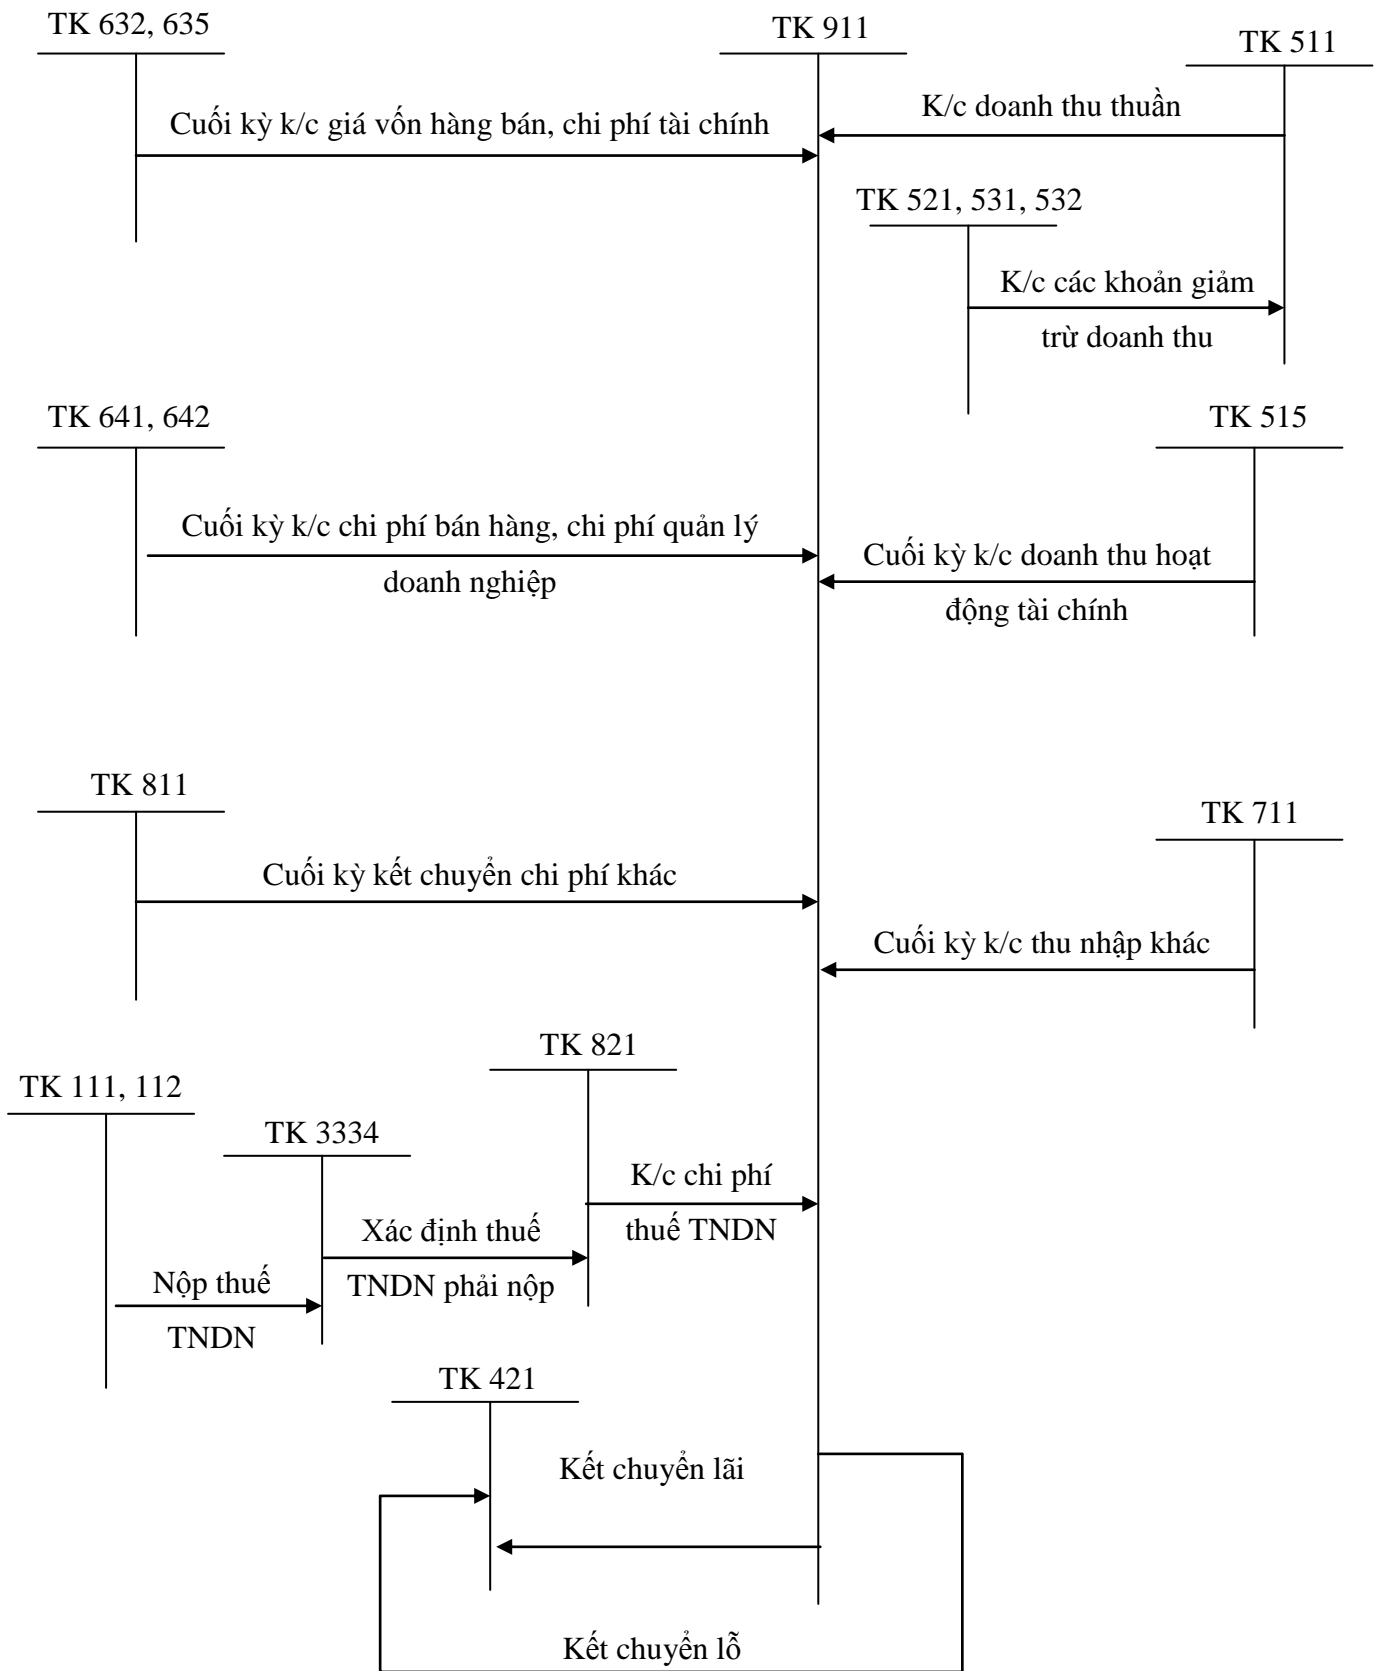 TK 632, 635
TK 911
TK 511
Cuối kỳ k/c giá vốn hàng bán, chi phí tài chính
K/c doanh thu thuần
TK 521, 531, 532
K/c các khoản giảm
trừ doanh thu
TK 641, 642
TK 515
Cuối kỳ k/c chi phí bán hàng, chi phí quản lý
doanh nghiệp
Cuối kỳ k/c doanh thu hoạt
động tài chính
TK 811
TK 711
Cuối kỳ kết chuyển chi phí khác
Cuối kỳ k/c thu nhập khác
TK 821
TK 111, 112
TK 3334
K/c chi phí
thuế TNDN
Xác định thuế
TNDN phải nộp
Nộp thuế
TNDN
TK 421
Kết chuyển lãi
Kết chuyển lỗ